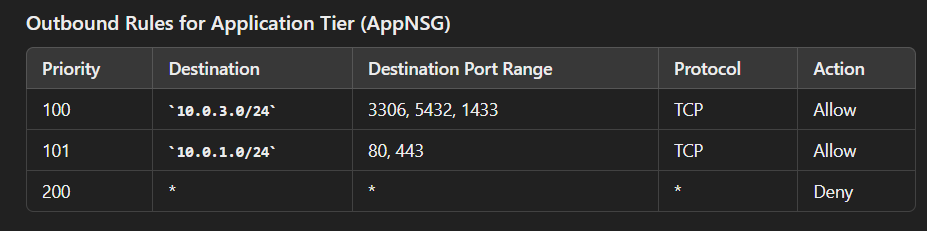 Outbound Rules for Application Tier (AppNSG)
Priority Destination Destination Port Range Protocol Action
100 `10.0.3.0/24` 3306, 5432, 1433 TCP Allow
101 `10.0.1.0/24` 80, 443 TCP Allow
200 * * * Deny